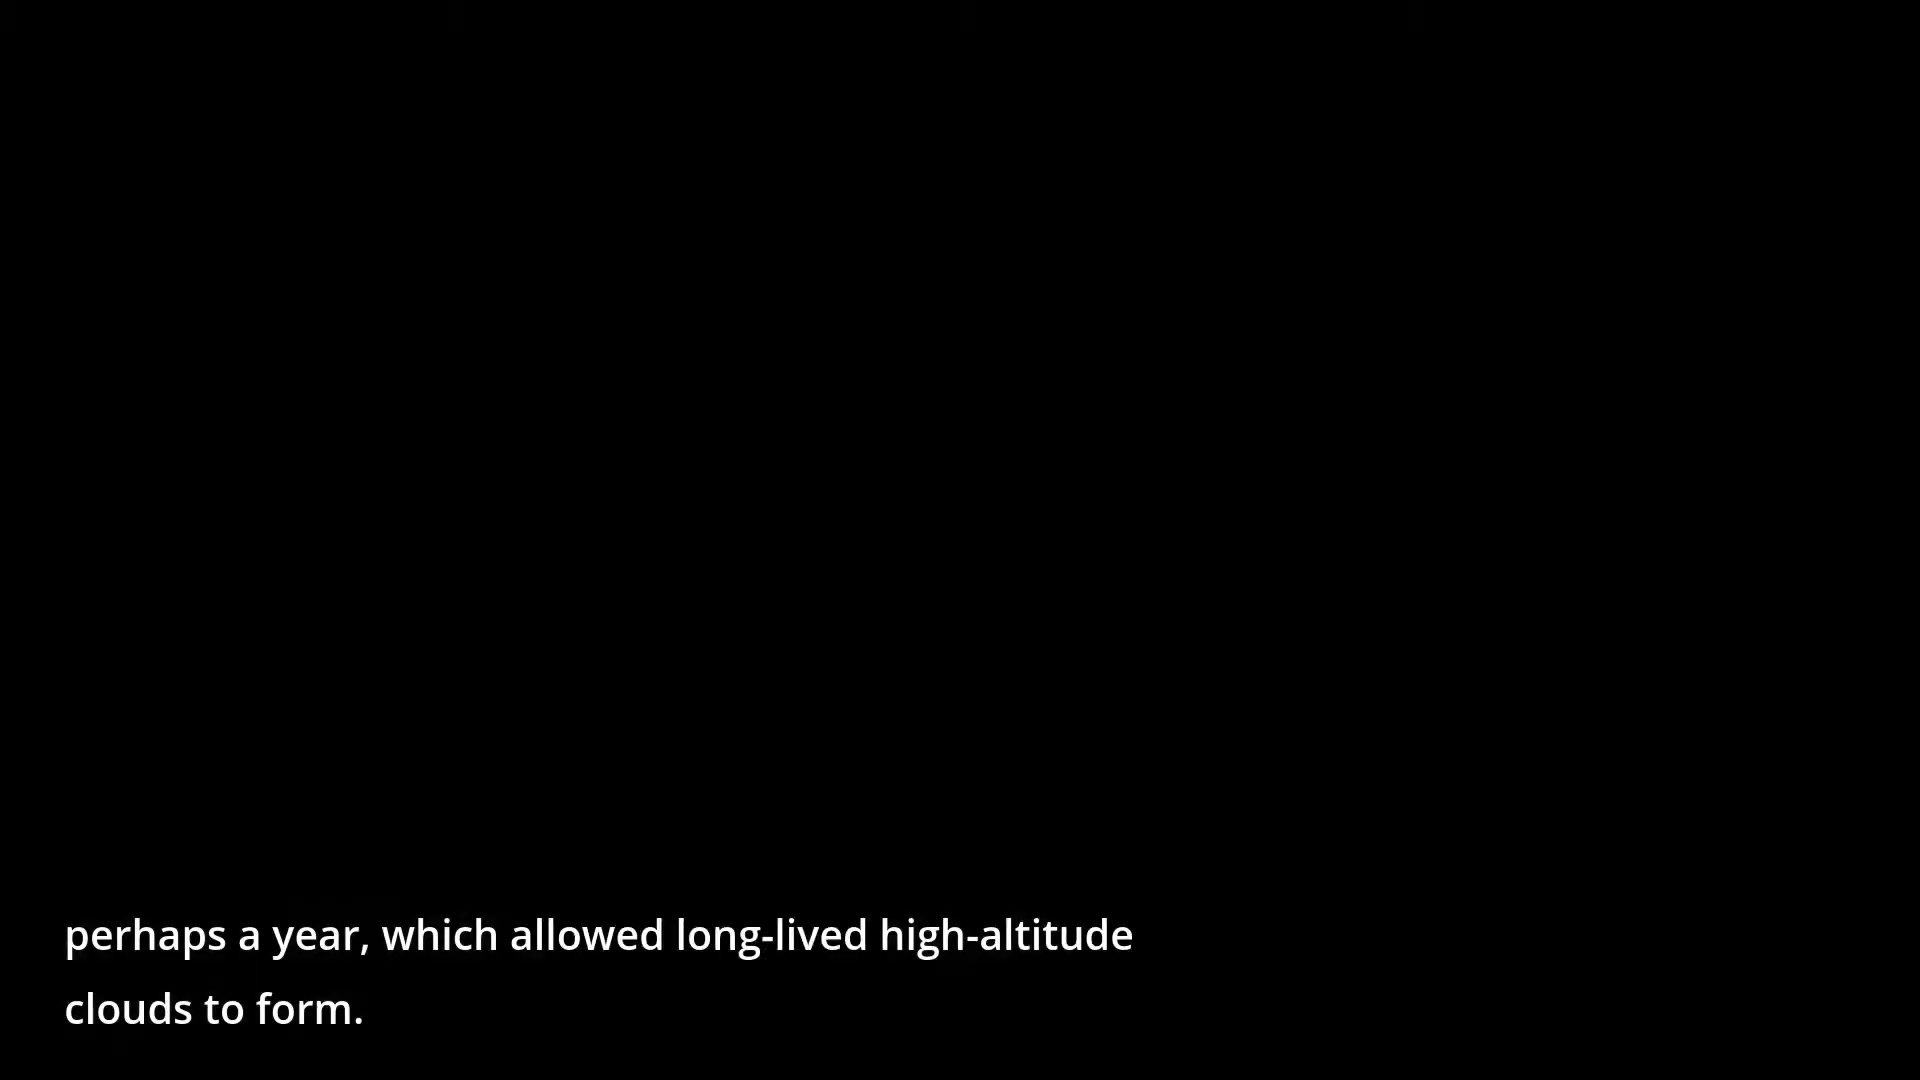 perhaps a year, which allowed long-lived high-altitude
clouds to form.